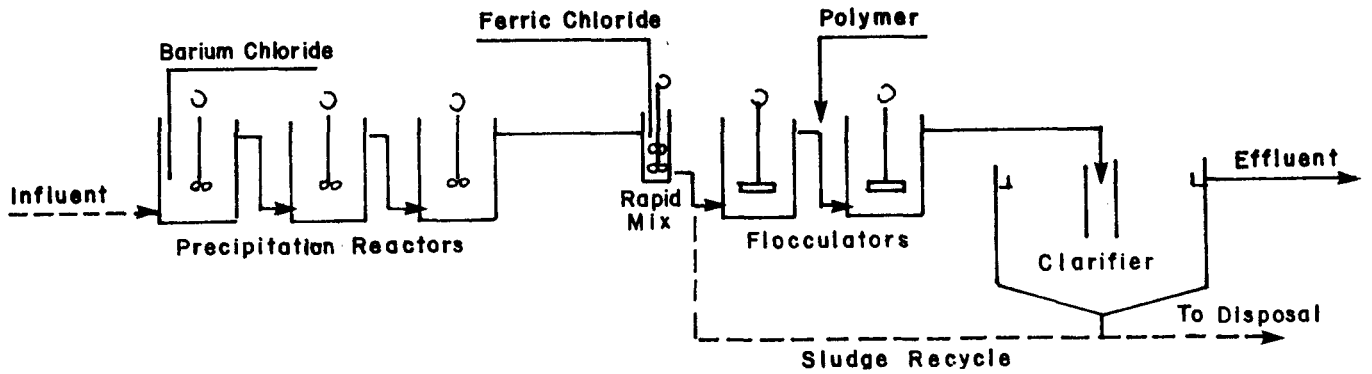 Ferric Chloride
Polymer
Barium Chloride
Influent
Precipitation Reactors
Rapid
Mix
Flocculators
Clarifier
Effluent
To Disposal
Sludge Recycle